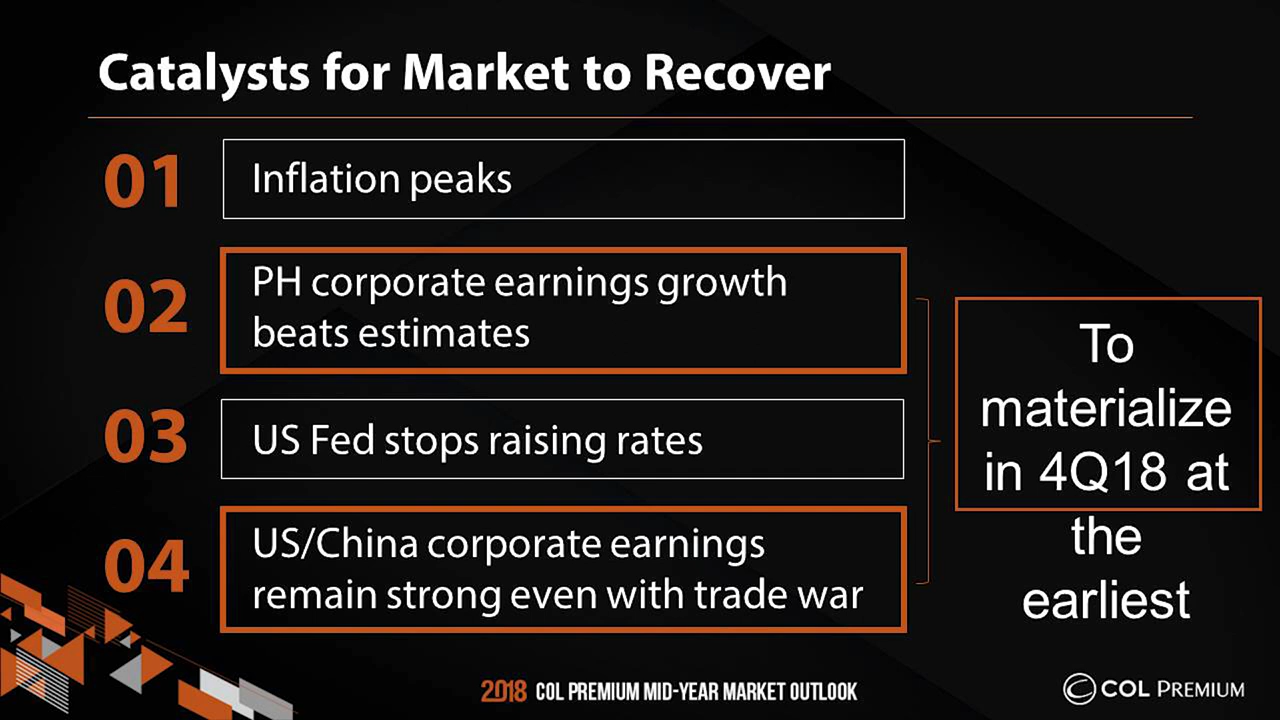 Catalysts for Market to Recover
01
Inflation peaks
02
PH corporate earnings growth
beats estimates
03
US Fed stops raising rates
04
US/China corporate earnings
remain strong even with trade war
To
materialize
in 4Q18 at
the
earliest
2018 COL PREMIUM MID-YEAR MARKET OUTLOOK
COL PREMIUM